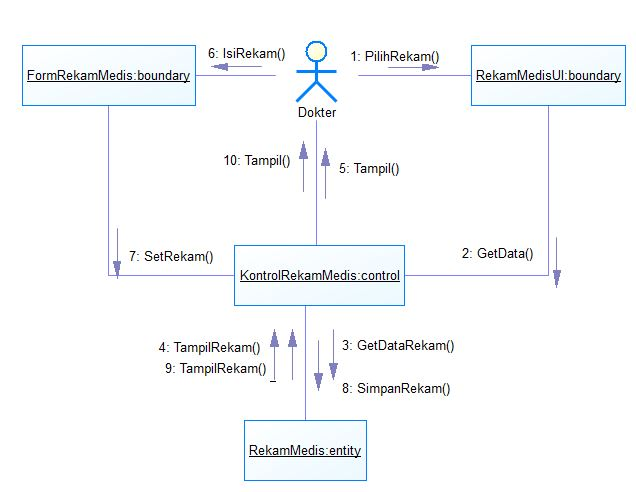 6: IsiRekam()
1: PilihRekam()
FormRekamMedis:boundary
RekamMedisUI:boundary
Dokter
10: Tampil()
5: Tampil()
7: SetRekam()
2: GetData()
KontrolRekamMedis:control
4: TampilRekam()
3: GetDataRekam()
9: TampilRekam()
8: SimpanRekam()
RekamMedis:entity